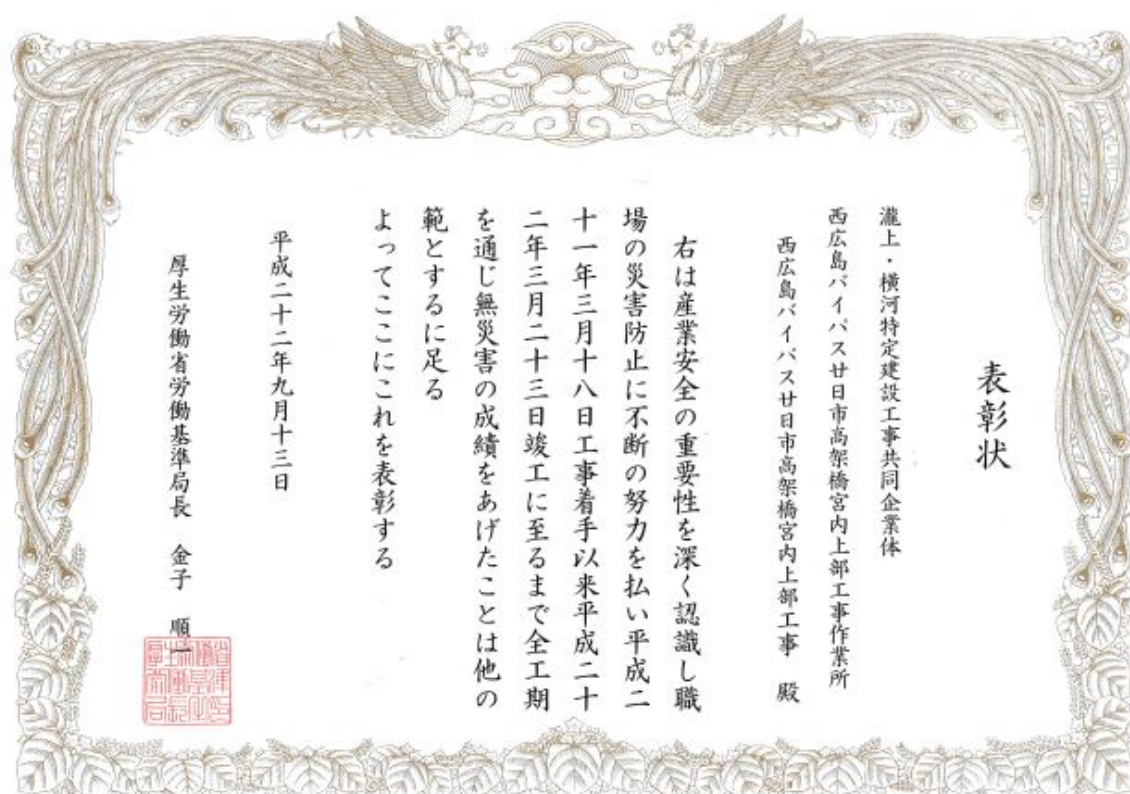 表彰状
瀧上・横河特定建設工事共同企業体
西広島バイパス廿日市高架橋宮内上部工事作業所
西広島バイパス廿日市高架橋宮内上部工事　殿
右は産業安全の重要性を深く認識し職
場の災害防止に不断の努力を払い平成二
十一年三月十八日工事着手以来平成二十
二年三月二十三日竣工に至るまで全工期
を通じ無災害の成績をあげたことは他の
範とするに足る
よってここにこれを表彰する
平成二十二年九月十三日
厚生労働省労働基準局長　金子　順一